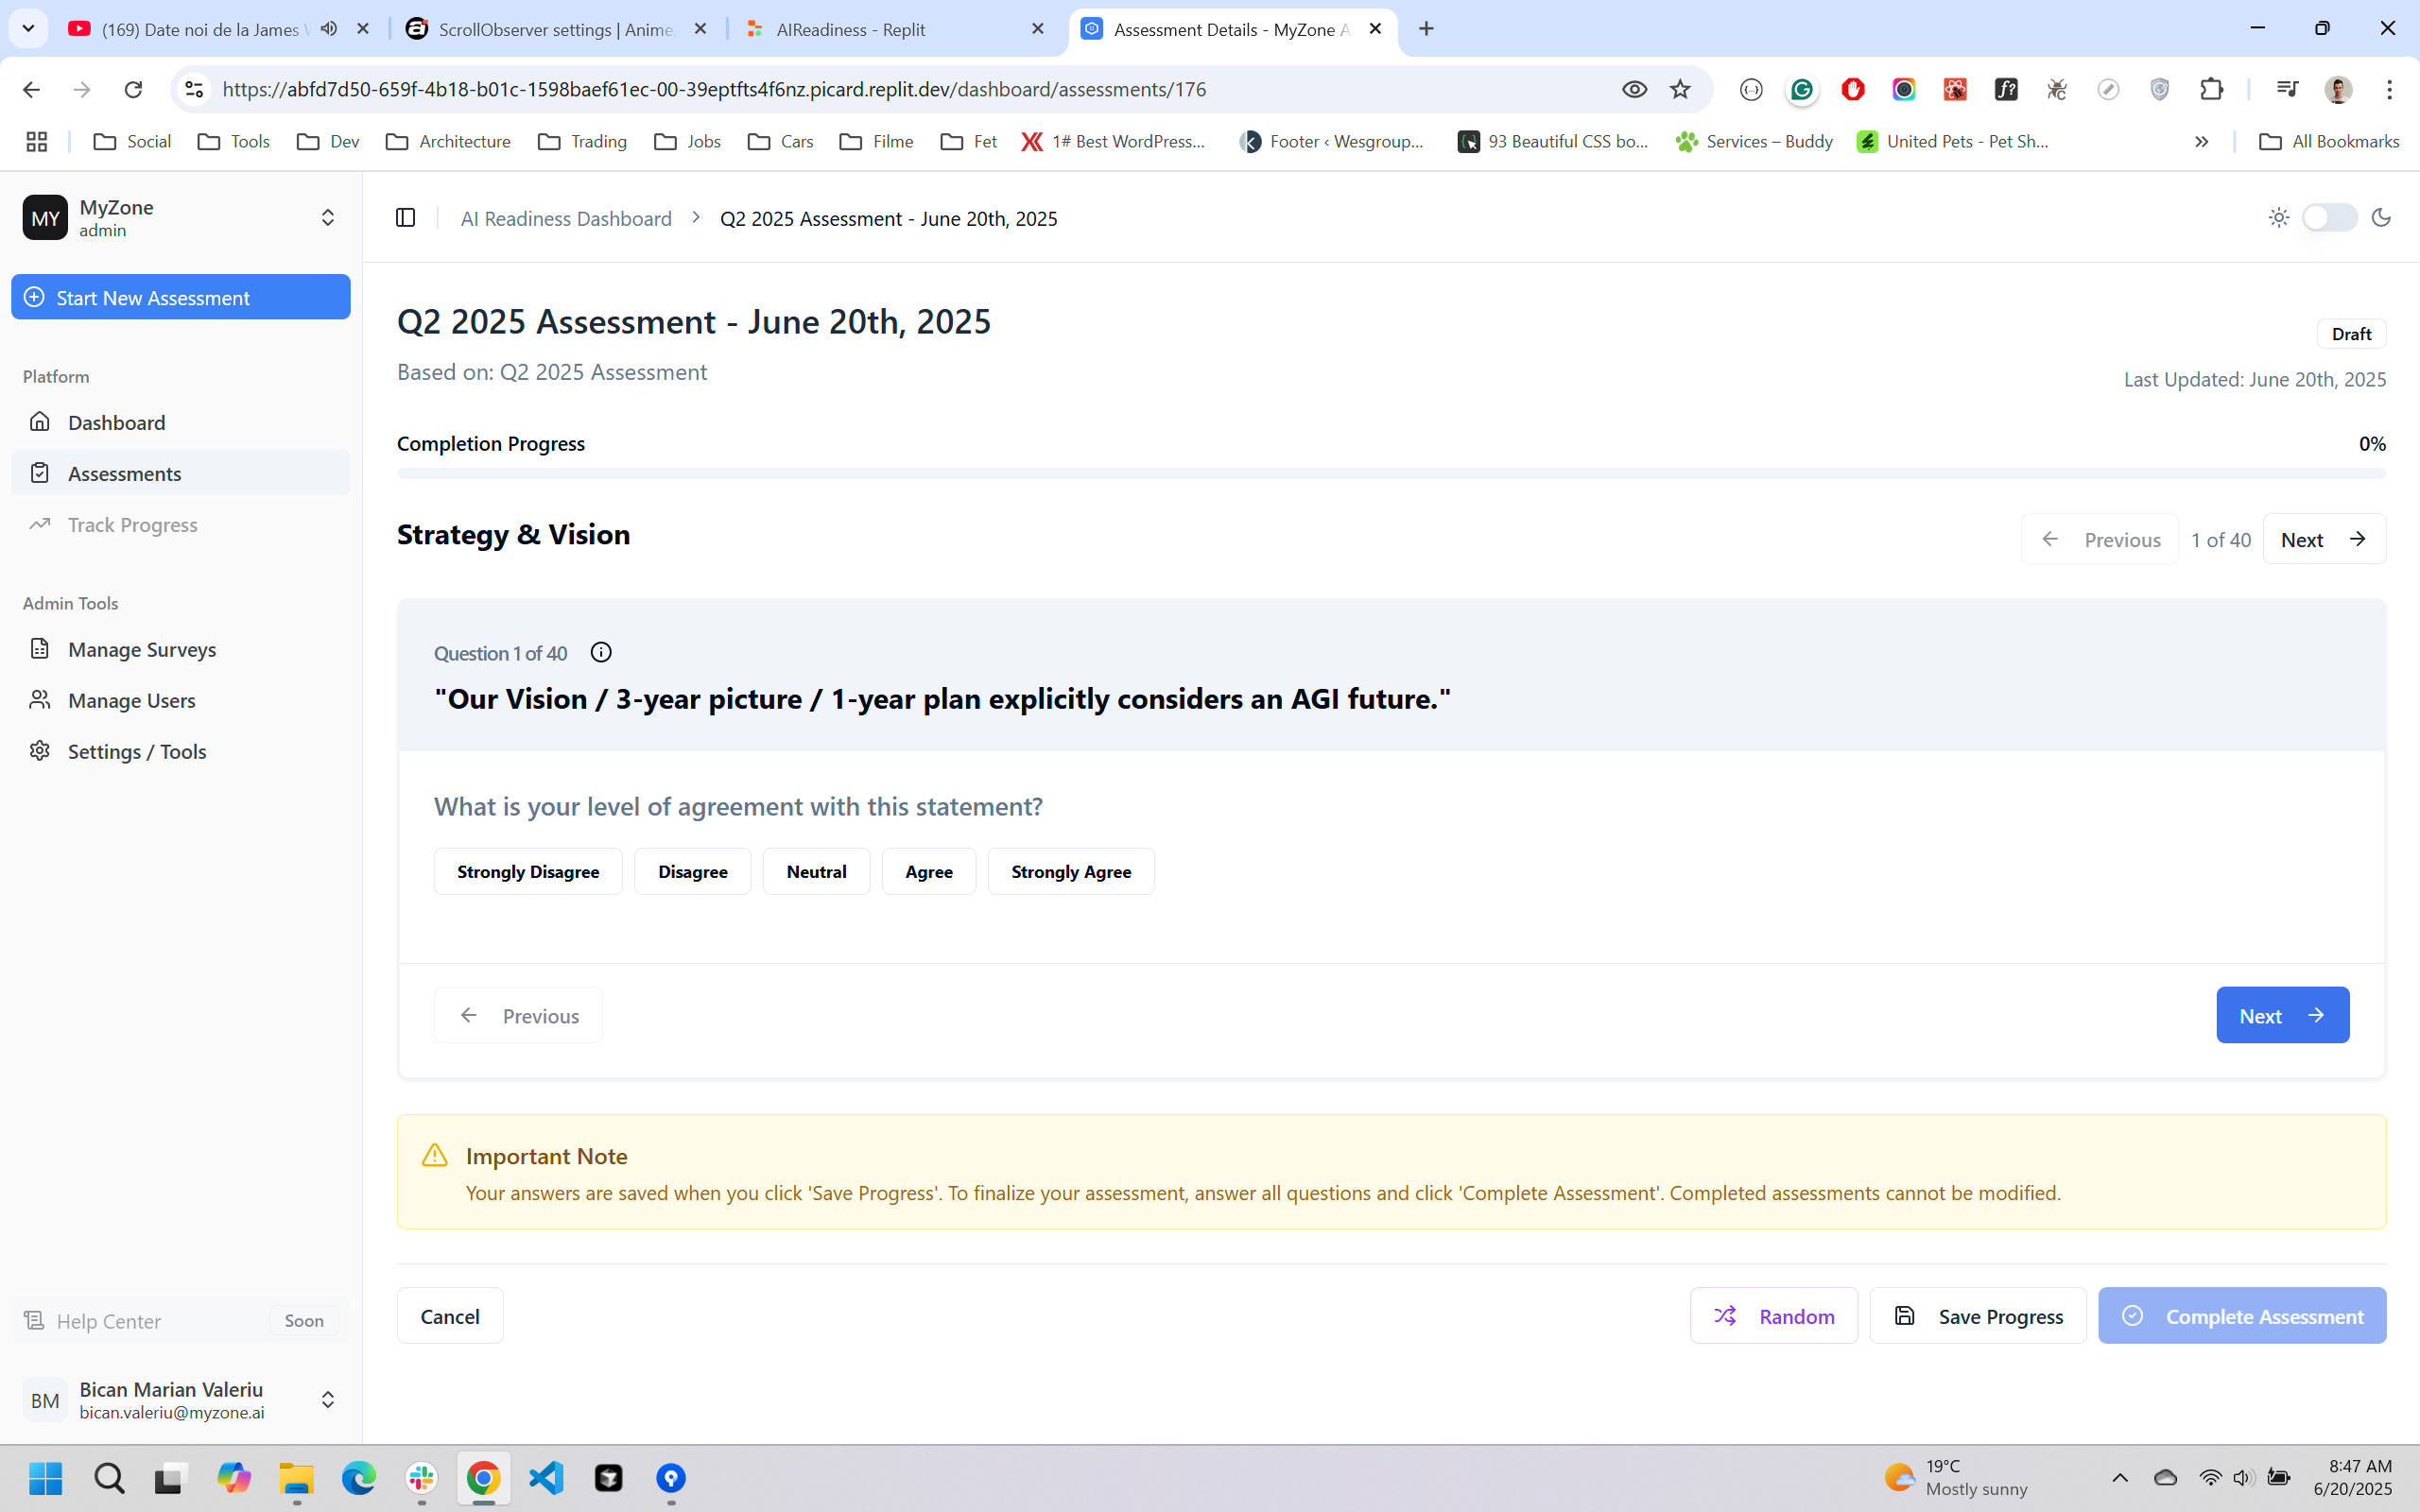 (169) Date noi de la James
ScrollObserver settings | Anime.
AIReadiness - Replit
Assessment Details - MyZone A
https://abfd7d50-659f-4b18-b01c-1598baef61ec-00-39eptfts4f6nz.picard.replit.dev/dashboard/assessments/176
Social
Tools
Dev
Architecture
Trading
Jobs
Cars
Filme
Fet
1# Best WordPress...
Footer ‹ Wesgroup...
93 Beautiful CSS bo...
Services – Buddy
United Pets - Pet Sh...
All Bookmarks
MY
MyZone
admin
AI Readiness Dashboard
Q2 2025 Assessment - June 20th, 2025
Start New Assessment
Platform
Dashboard
Assessments
Track Progress
Admin Tools
Manage Surveys
Manage Users
Settings / Tools
Help Center
Soon
BM
Bican Marian Valeriu
bican.valeriu@myzone.ai
Q2 2025 Assessment - June 20th, 2025
Draft
Based on: Q2 2025 Assessment
Last Updated: June 20th, 2025
Completion Progress
0%
Strategy & Vision
Previous
1 of 40
Next
Question 1 of 40
"Our Vision / 3-year picture / 1-year plan explicitly considers an AGI future."
What is your level of agreement with this statement?
Strongly Disagree
Disagree
Neutral
Agree
Strongly Agree
Previous
Next
Important Note
Your answers are saved when you click 'Save Progress'. To finalize your assessment, answer all questions and click 'Complete Assessment'. Completed assessments cannot be modified.
Cancel
Random
Save Progress
Complete Assessment
19°C
Mostly sunny
8:47 AM
6/20/2025